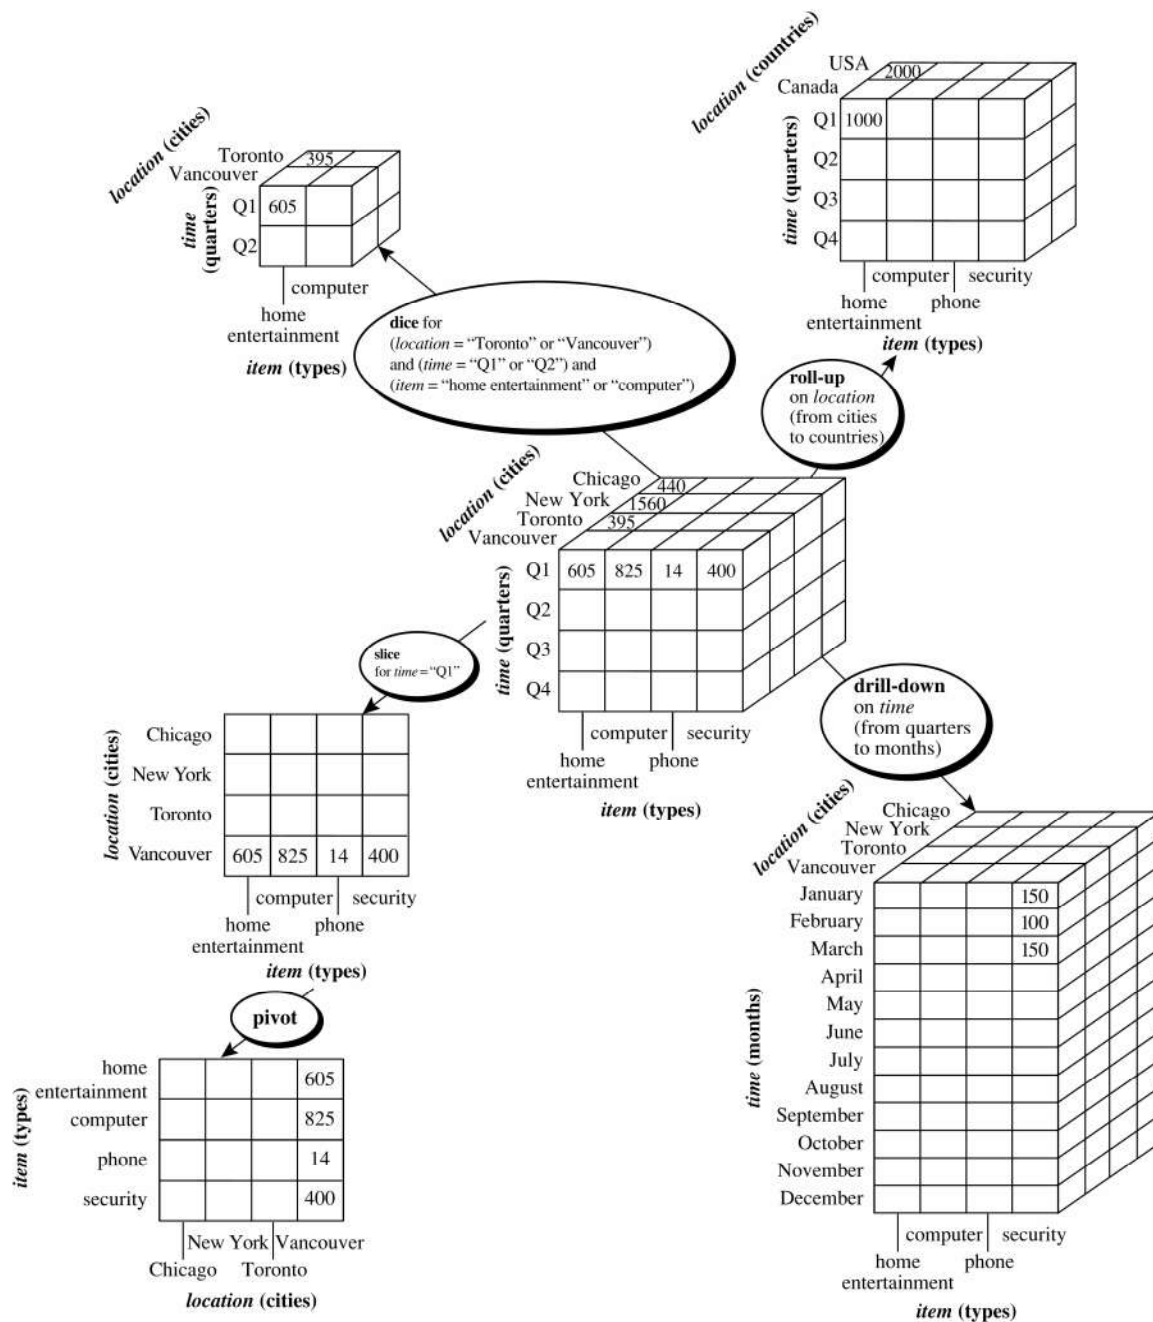 location (countries)
USA
2000
Canada
time (quarters)
Q1
1000
Q2
Q3
Q4
computer
security
home
entertainment
phone
item (types)
location (cities)
Toronto
395
Vancouver
time
(quarters)
Q1
605
Q2
computer
home
entertainment
item (types)
dice for
(location = “Toronto” or “Vancouver”)
and (time = “Q1” or “Q2”) and
(item = “home entertainment” or “computer”)
roll-up
on location
(from cities
to countries)
location (cities)
Chicago
440
New York
1560
Toronto
395
Vancouver
time (quarters)
Q1
605 825 14 400
Q2
Q3
Q4
computer
security
home
entertainment
phone
item (types)
slice
for time = “Q1”
drill-down
on time
(from quarters
to months)
location (cities)
Chicago
New York
Toronto
Vancouver
605 825 14 400
computer
security
home
entertainment
phone
item (types)
pivot
item (types)
home
entertainment
605
computer
825
phone
14
security
400
New York
Vancouver
Chicago
Toronto
location (cities)
location (cities)
Chicago
New York
Toronto
Vancouver
time (months)
January
150
February
100
March
150
April
May
June
July
August
September
October
November
December
computer
security
home
entertainment
phone
item (types)